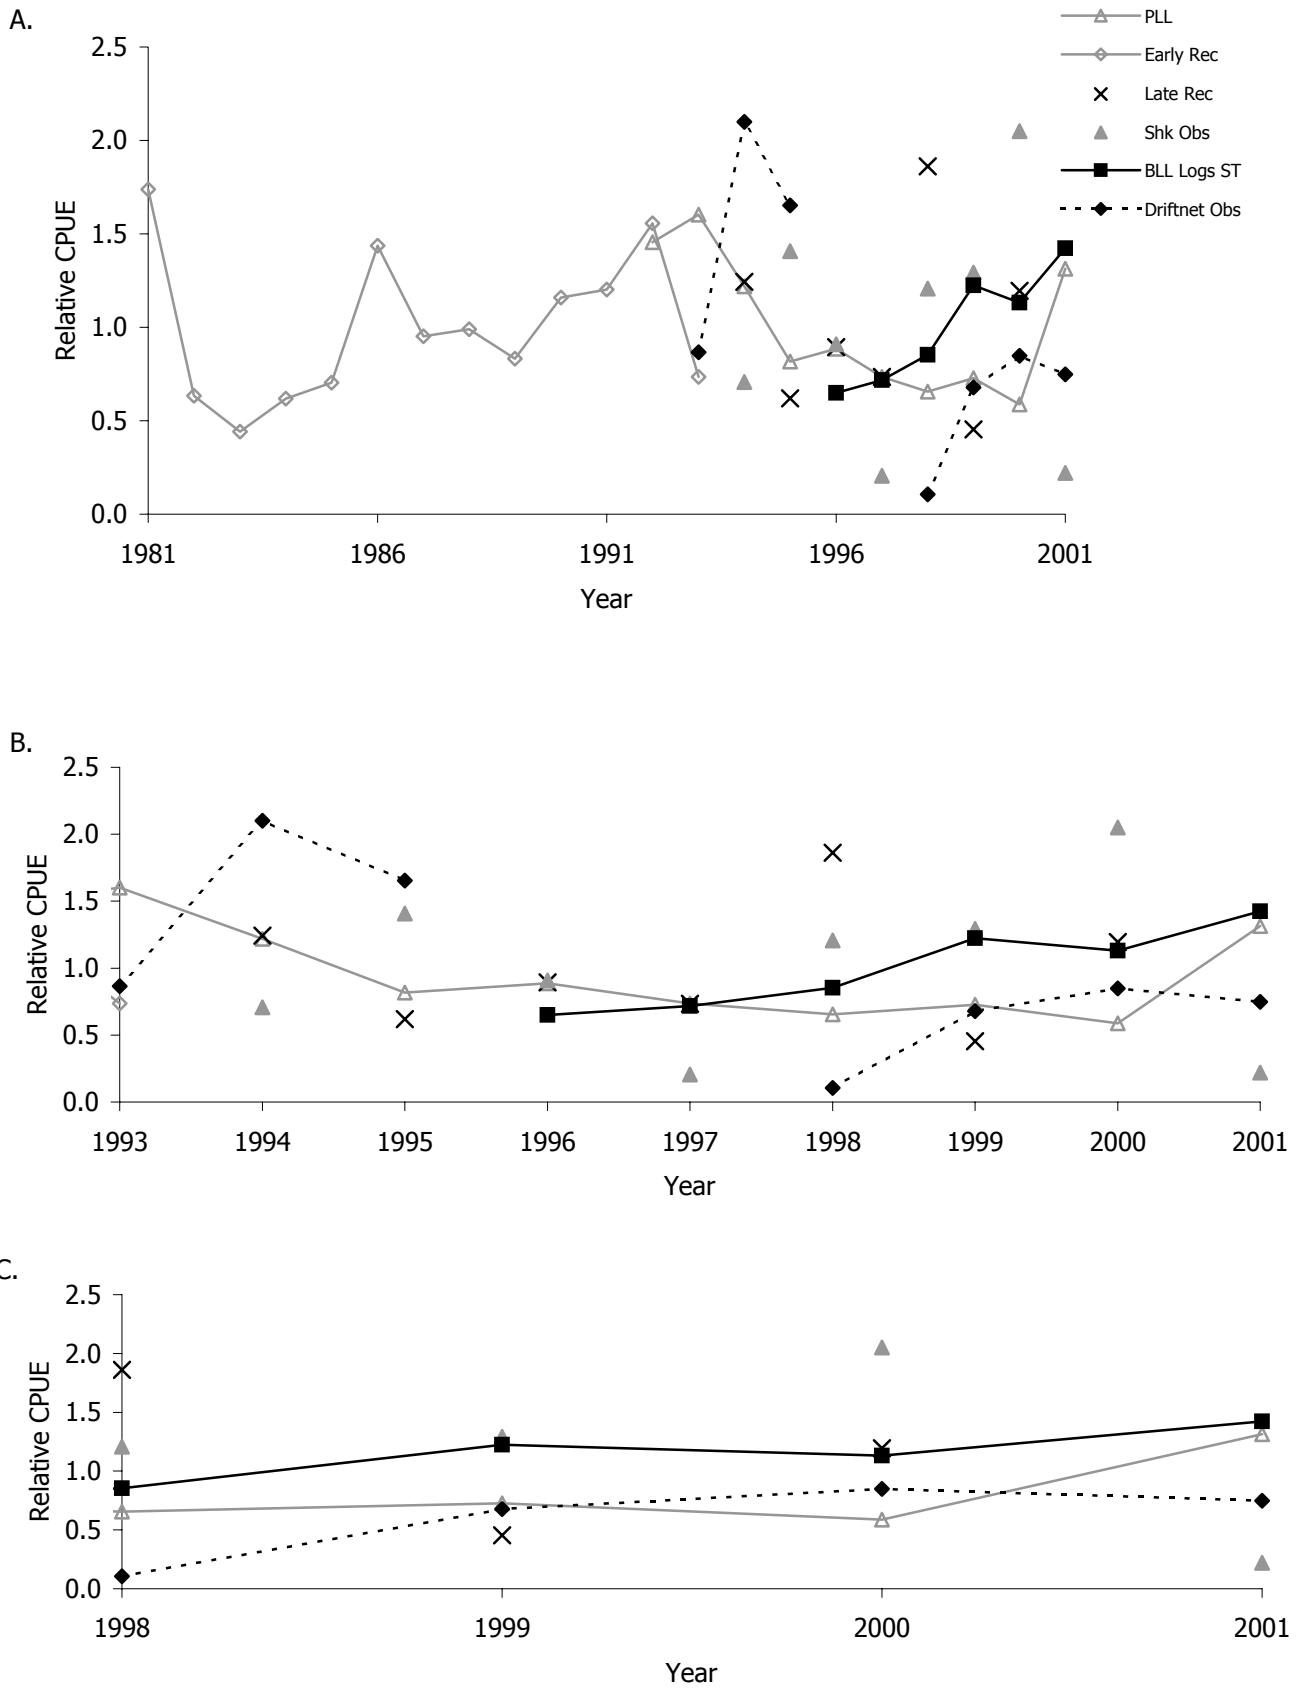 A.
PLL
Early Rec
Late Rec
Shk Obs
BLL Logs ST
Driftnet Obs
2.5
2.0
1.5
1.0
0.5
0.0
Relative CPUE
1981 1986 1991 1996 2001
Year
B.
2.5
2.0
1.5
1.0
0.5
0.0
Relative CPUE
1993 1994 1995 1996 1997 1998 1999 2000 2001
Year
C.
2.5
2.0
1.5
1.0
0.5
0.0
Relative CPUE
1998 1999 2000 2001
Year